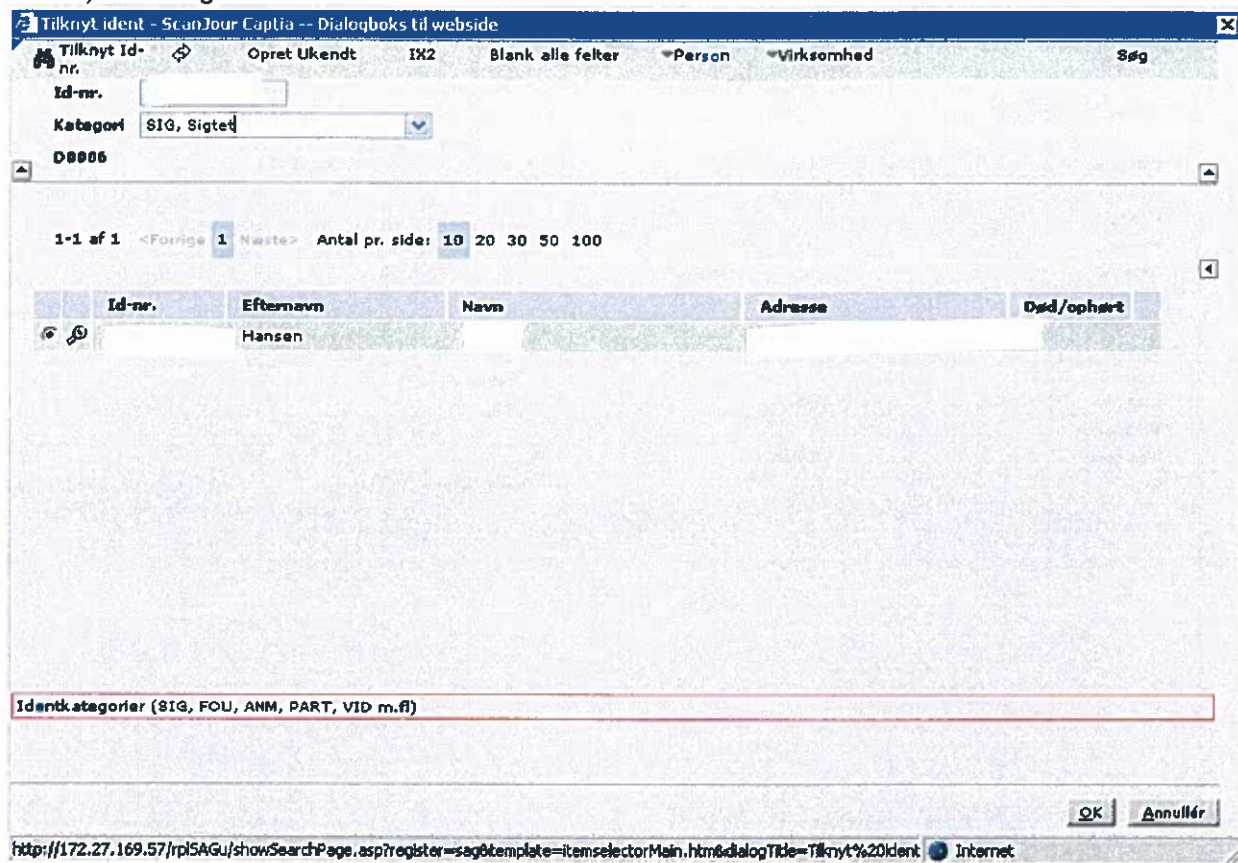 Tilknyt ident - ScanJour Captia -- Dialogboks til webside
Tilknyt Id-nr. Opret Ukendt IX2 Blank alle felter Person Virksomhed Søg
Id-nr.
Kategori SIG, Sigtet
D0006
1-1 af 1 <Forrige 1 Næste> Antal pr. side: 10 20 30 50 100
Id-nr. Efternavn Navn Adresse Død/ophørt
Hansen
Identkategorier (SIG, FOU, ANM, PART, VID m.fl)
OK Annullér
http://172.27.169.57/rpl5AGu/showSearchPage.asp?register=sag&template=itemselectorMain.htm&dialogTitle=Tilknyt%20ident Internet